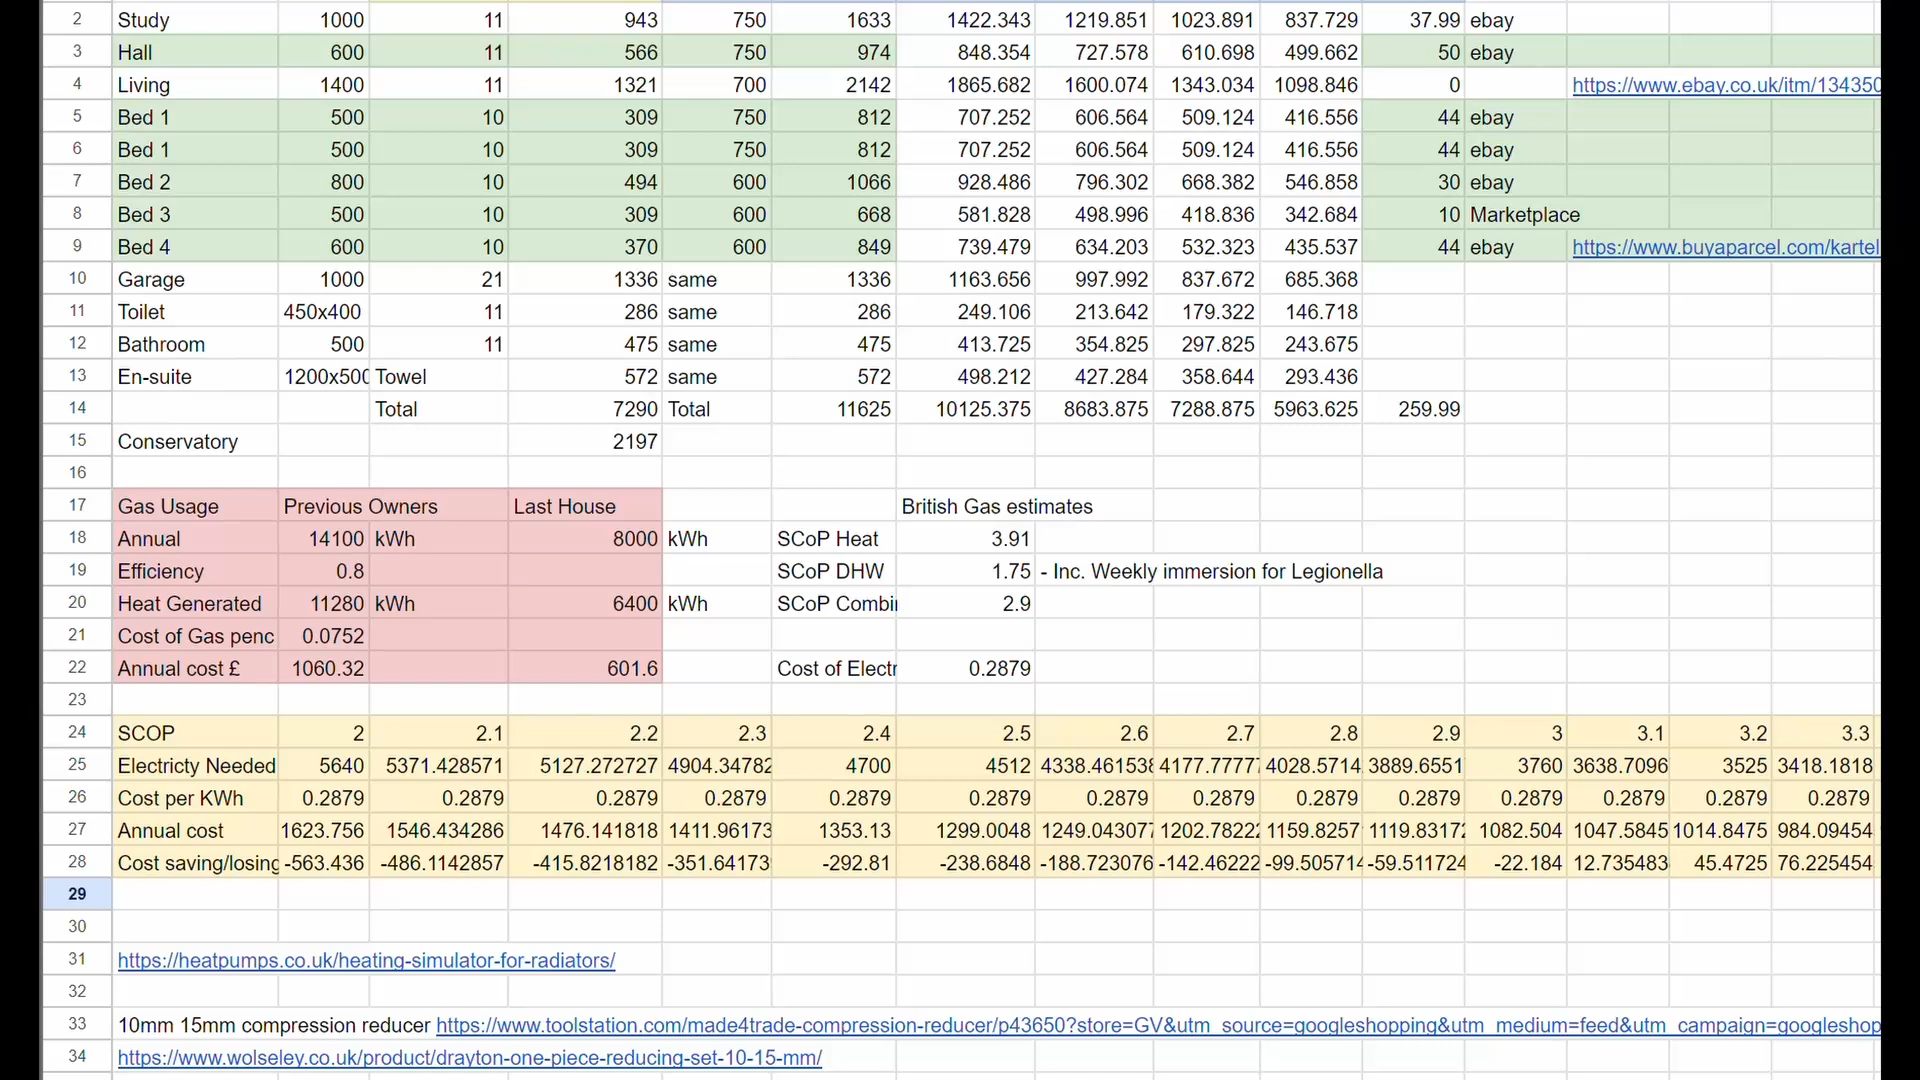 2 Study 1000 11 943 750 1633 1422.343 1219.851 1023.891 837.729 37.99 ebay
3 Hall 600 11 566 750 974 848.354 727.578 610.698 499.662 50 ebay
4 Living 1400 11 1321 700 2142 1865.682 1600.074 1343.034 1098.846 0 https://www.ebay.co.uk/itm/134350
5 Bed 1 500 10 309 750 812 707.252 606.564 509.124 416.556 44 ebay
6 Bed 1 500 10 309 750 812 707.252 606.564 509.124 416.556 44 ebay
7 Bed 2 800 10 494 600 1066 928.486 796.302 668.382 546.858 30 ebay
8 Bed 3 500 10 309 600 668 581.828 498.996 418.836 342.684 10 Marketplace
9 Bed 4 600 10 370 600 849 739.479 634.203 532.323 435.537 44 ebay https://www.buyaparcel.com/kartel
10 Garage 1000 21 1336 same 1336 1163.656 997.992 837.672 685.368
11 Toilet 450x400 11 286 same 286 249.106 213.642 179.322 146.718
12 Bathroom 500 11 475 same 475 413.725 354.825 297.825 243.675
13 En-suite 1200x500 Towel 572 same 572 498.212 427.284 358.644 293.436
14 Total 7290 Total 11625 10125.375 8683.875 7288.875 5963.625 259.99
15 Conservatory 2197
16
17 Gas Usage Previous Owners Last House British Gas estimates
18 Annual 14100 kWh 8000 kWh SCoP Heat 3.91
19 Efficiency 0.8 SCoP DHW 1.75 - Inc. Weekly immersion for Legionella
20 Heat Generated 11280 kWh 6400 kWh SCoP Combi 2.9
21 Cost of Gas penc 0.0752
22 Annual cost £ 1060.32 601.6 Cost of Elect 0.2879
23
24 SCOP 2 2.1 2.2 2.3 2.4 2.5 2.6 2.7 2.8 2.9 3 3.1 3.2 3.3
25 Electricty Needed 5640 5371.428571 5127.272727 4904.34782 4700 4512 4338.461538 4177.7777 4028.5714 3889.6551 3760 3638.7096 3525 3418.1818
26 Cost per KWh 0.2879 0.2879 0.2879 0.2879 0.2879 0.2879 0.2879 0.2879 0.2879 0.2879 0.2879 0.2879 0.2879 0.2879
27 Annual cost 1623.756 1546.434286 1476.141818 1411.96173 1353.13 1299.0048 1249.043077 1202.78222 1159.8257 1119.83172 1082.504 1047.5845 1014.8475 984.09454
28 Cost saving/losing -563.436 -486.1142857 -415.8218182 -351.641739 -292.81 -238.6848 -188.723076 -142.46222 -99.505714 -59.511724 -22.184 12.735483 45.4725 76.225454
29
30
31 https://heatpumps.co.uk/heating-simulator-for-radiators/
32
33 10mm 15mm compression reducer https://www.toolstation.com/made4trade-compression-reducer/p43650?store=GV&utm_source=googleshopping&utm_medium=feed&utm_campaign=googleshop
34 https://www.wolseley.co.uk/product/drayton-one-piece-reducing-set-10-15-mm/